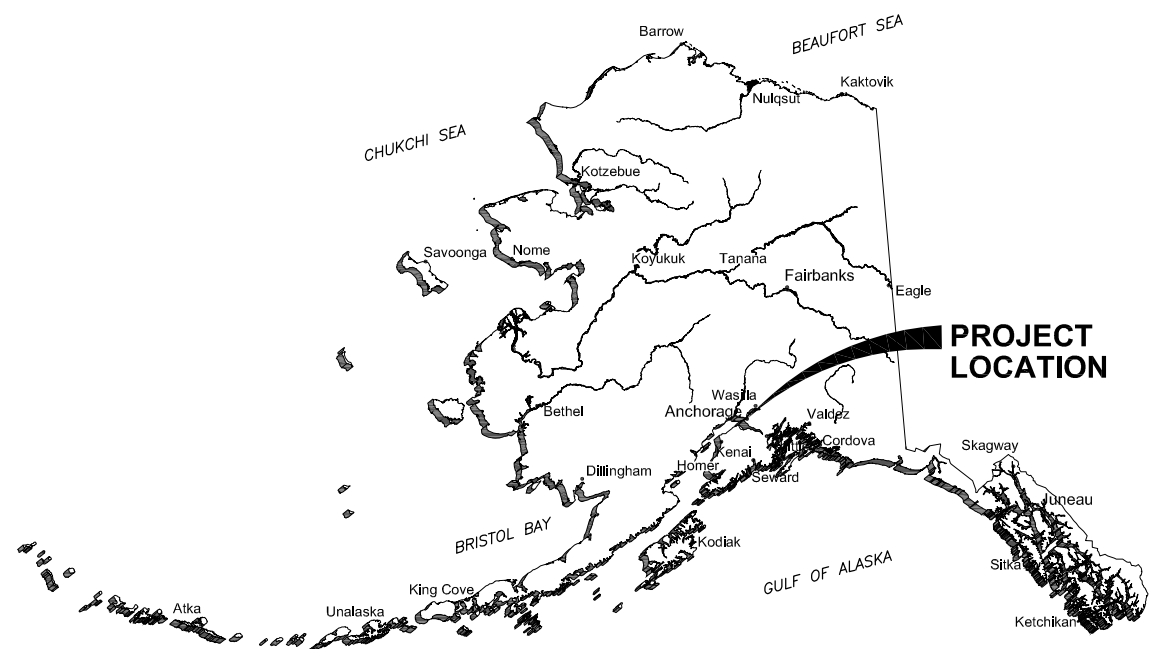 Barrow
BEAUFORT SEA
Kaktovik
Nulqsut
CHUKCHI SEA
Kotzebue
Savoonga
Nome
Koyukuk
Tanana
Fairbanks
Eagle
PROJECT
LOCATION
Wasilla
Bethel
Anchorage
Valdez
Kenai
Cordova
Skagway
Homer
Dillingham
Seward
Juneau
BRISTOL BAY
Kodiak
GULF OF ALASKA
Sitka
King Cove
Atka
Unalaska
Ketchikan